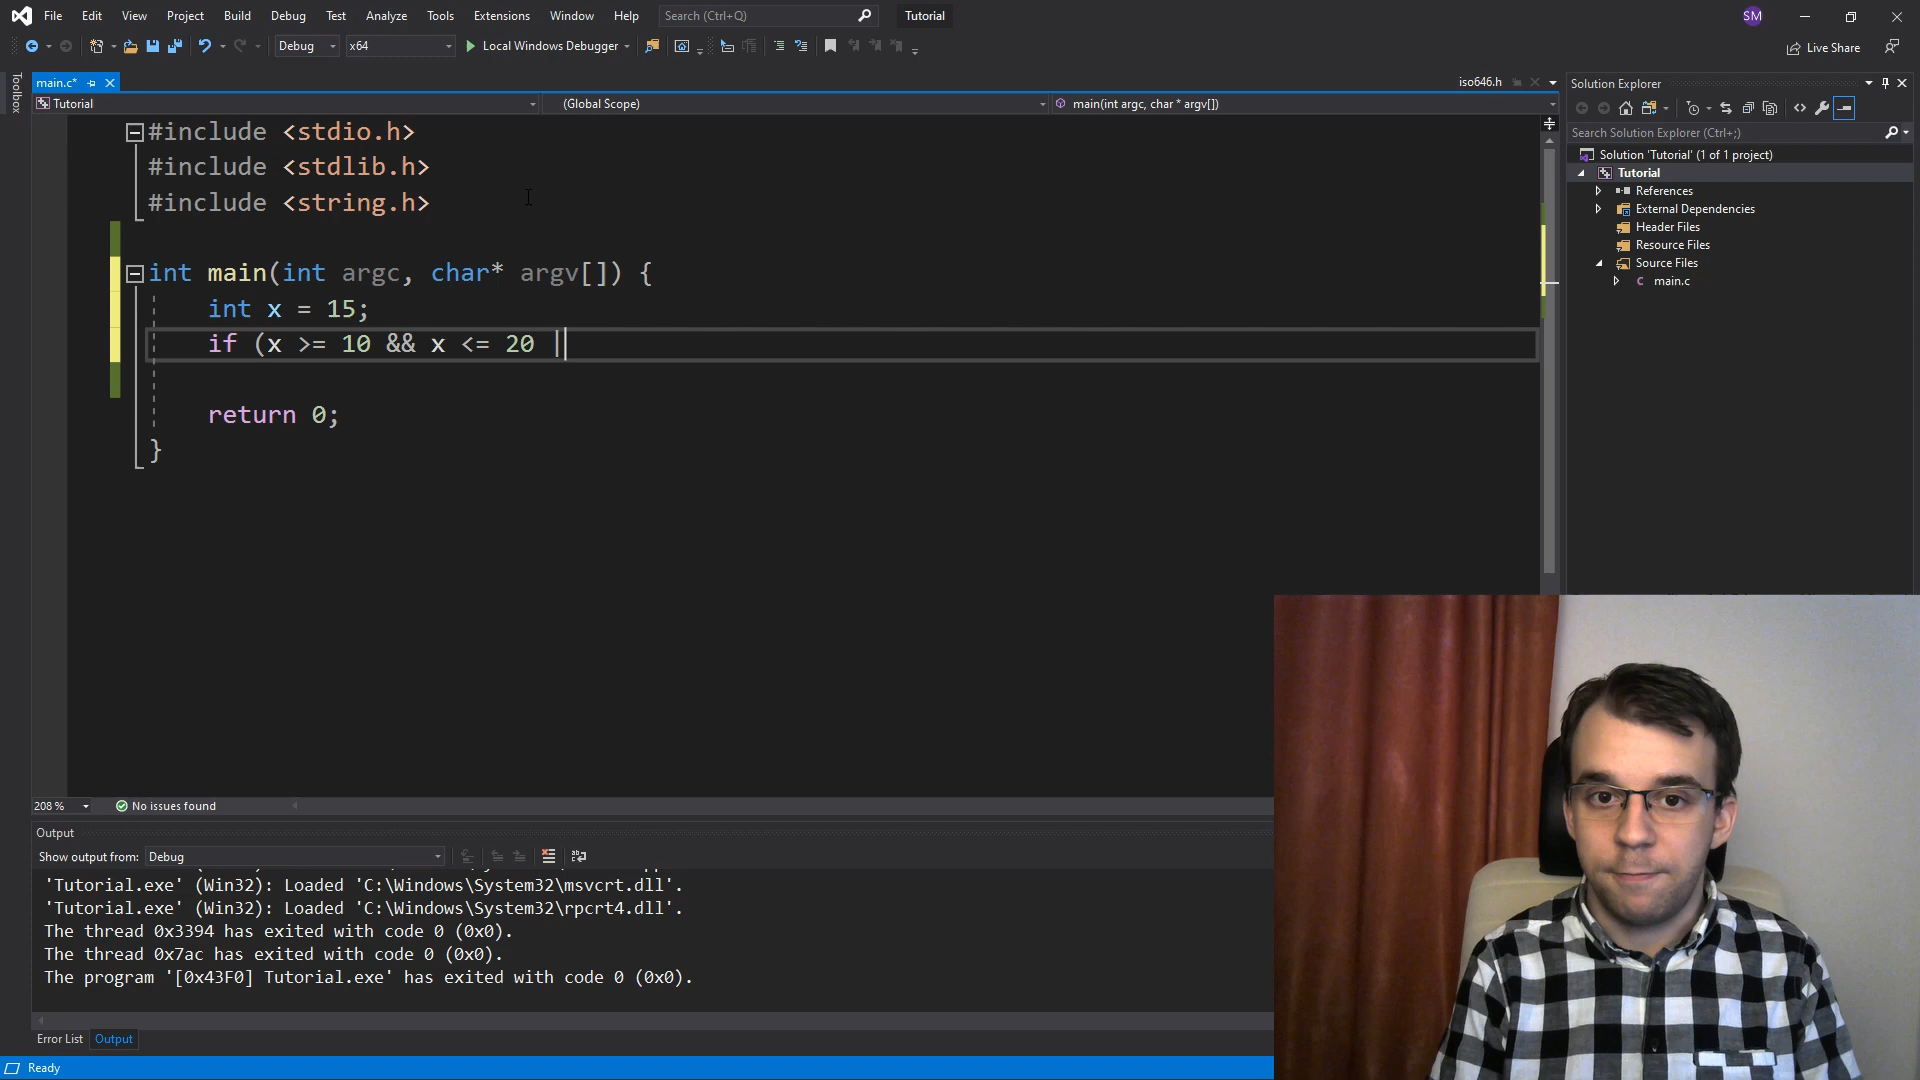 File Edit View Project Build Debug Test Analyze Tools Extensions Window Help Search (Ctrl+Q) Tutorial SM
Debug x64 Local Windows Debugger Live Share
Toolbox
main.c* iso646.h
Tutorial (Global Scope) main(int argc, char * argv[])
#include <stdio.h>
#include <stdlib.h>
#include <string.h>
int main(int argc, char* argv[]) {
int x = 15;
if (x >= 10 && x <= 20 |
return 0;
}
Solution Explorer
Search Solution Explorer (Ctrl+;)
Solution 'Tutorial' (1 of 1 project)
Tutorial
References
External Dependencies
Header Files
Resource Files
Source Files
main.c
208 % No issues found
Output
Show output from: Debug
'Tutorial.exe' (Win32): Loaded 'C:\Windows\System32\msvcrt.dll'.
'Tutorial.exe' (Win32): Loaded 'C:\Windows\System32\rpcrt4.dll'.
The thread 0x3394 has exited with code 0 (0x0).
The thread 0x7ac has exited with code 0 (0x0).
The program '[0x43F0] Tutorial.exe' has exited with code 0 (0x0).
Error List Output
Ready